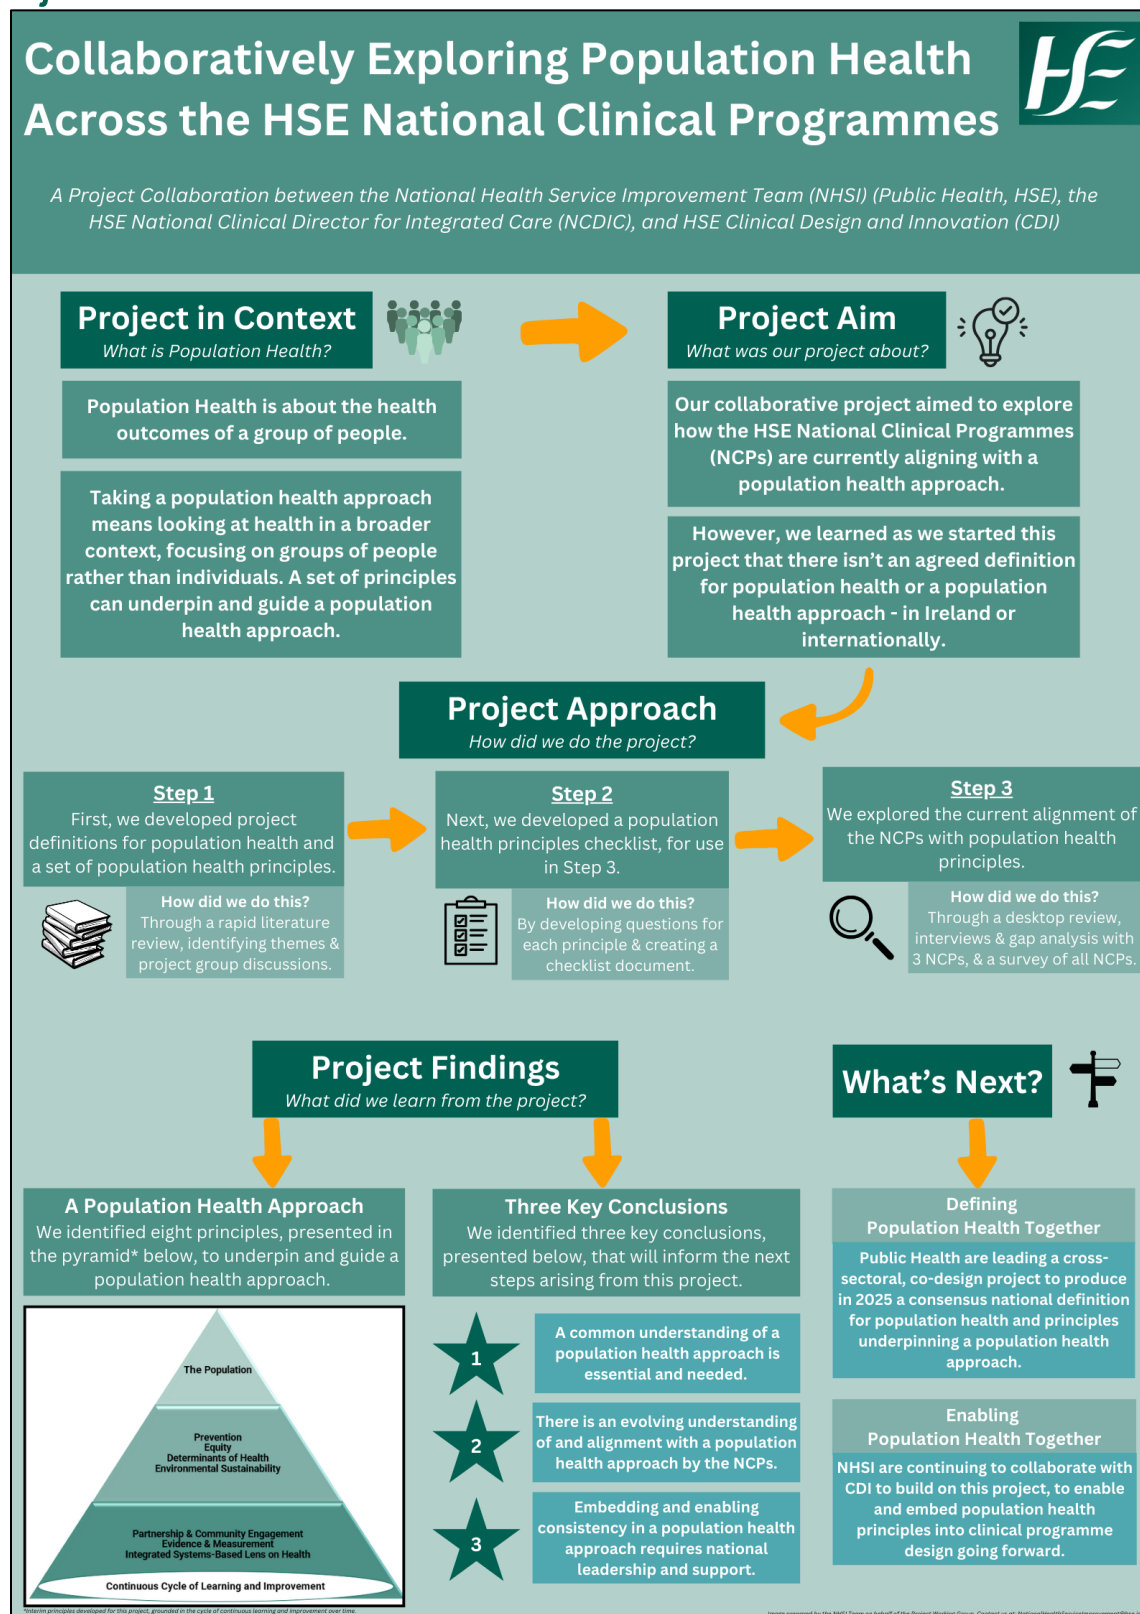 Collaboratively Exploring Population Health
Across the HSE National Clinical Programmes
HSE
A Project Collaboration between the National Health Service Improvement Team (NHSI) (Public Health, HSE), the
HSE National Clinical Director for Integrated Care (NCDIC), and HSE Clinical Design and Innovation (CDI)
Project in Context
What is Population Health?
Population Health is about the health
outcomes of a group of people.
Taking a population health approach
means looking at health in a broader
context, focusing on groups of people
rather than individuals. A set of principles
can underpin and guide a population
health approach.
Project Aim
What was our project about?
Our collaborative project aimed to explore
how the HSE National Clinical Programmes
(NCPs) are currently aligning with a
population health approach.
However, we learned as we started this
project that there isn't an agreed definition
for population health or a population
health approach - in Ireland or
internationally.
Project Approach
How did we do the project?
Step 1
First, we developed project
definitions for population health and
a set of population health principles.
How did we do this?
Through a rapid literature
review, identifying themes &
project group discussions.
Step 2
Next, we developed a population
health principles checklist, for use
in Step 3.
How did we do this?
By developing questions for
each principle & creating a
checklist document.
Step 3
We explored the current alignment of
the NCPs with population health
principles.
How did we do this?
Through a desktop review,
interviews & gap analysis with
3 NCPs, & a survey of all NCPs.
Project Findings
What did we learn from the project?
A Population Health Approach
We identified eight principles, presented in
the pyramid* below, to underpin and guide a
population health approach.
The Population
Prevention
Equity
Determinants of Health
Environmental Sustainability
Partnership & Community Engagement
Evidence & Measurement
Integrated Systems-Based Lens on Health
Continuous Cycle of Learning and Improvement
*Interim principles developed for this project, grounded in the cycle of continuous learning and improvement over time.
Three Key Conclusions
We identified three key conclusions,
presented below, that will inform the next
steps arising from this project.
1
A common understanding of a
population health approach is
essential and needed.
2
There is an evolving understanding
of and alignment with a population
health approach by the NCPs.
3
Embedding and enabling
consistency in a population health
approach requires national
leadership and support.
What's Next?
Defining
Population Health Together
Public Health are leading a cross-
sectoral, co-design project to produce
in 2025 a consensus national definition
for population health and principles
underpinning a population health
approach.
Enabling
Population Health Together
NHSI are continuing to collaborate with
CDI to build on this project, to enable
and embed population health
principles into clinical programme
design going forward.